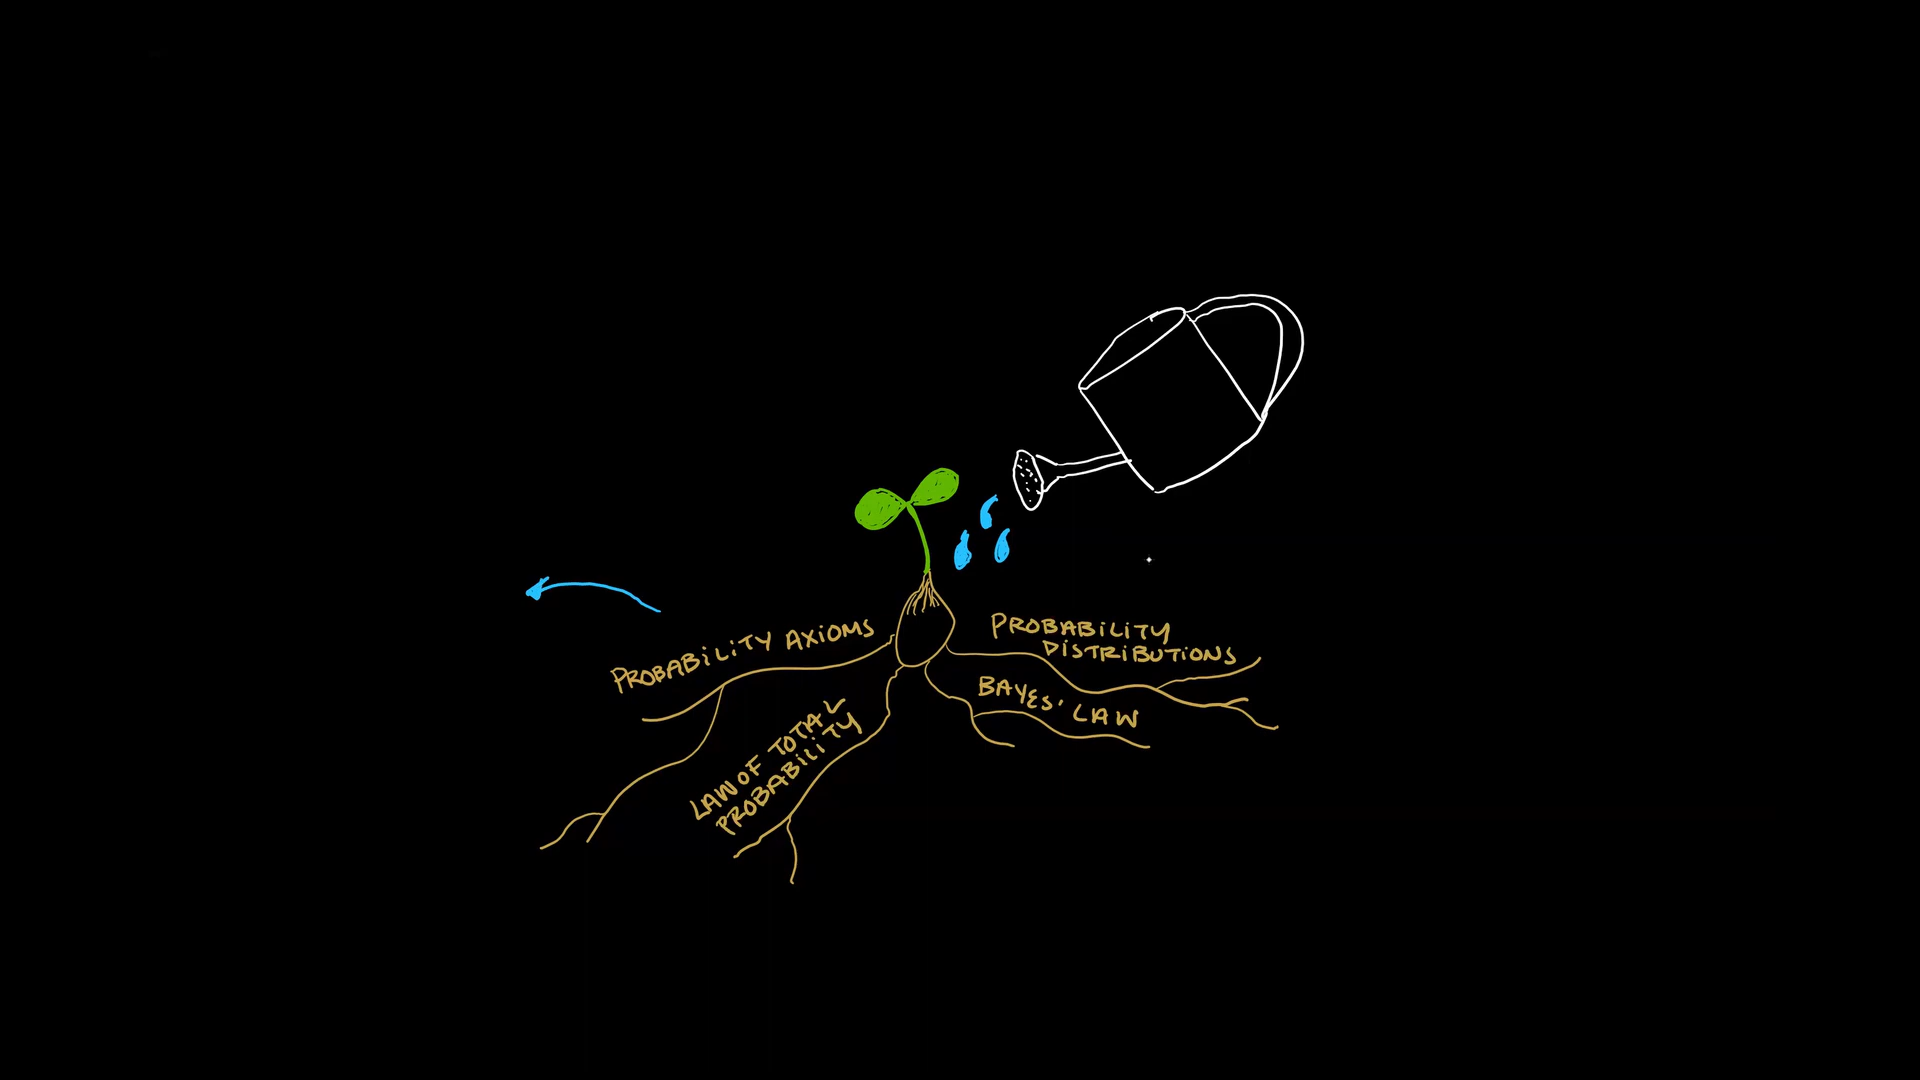 PROBABILITY AXIOMS
LAW OF TOTAL
PROBABILITY
PROBABILITY
DISTRIBUTIONS
BAYES' LAW